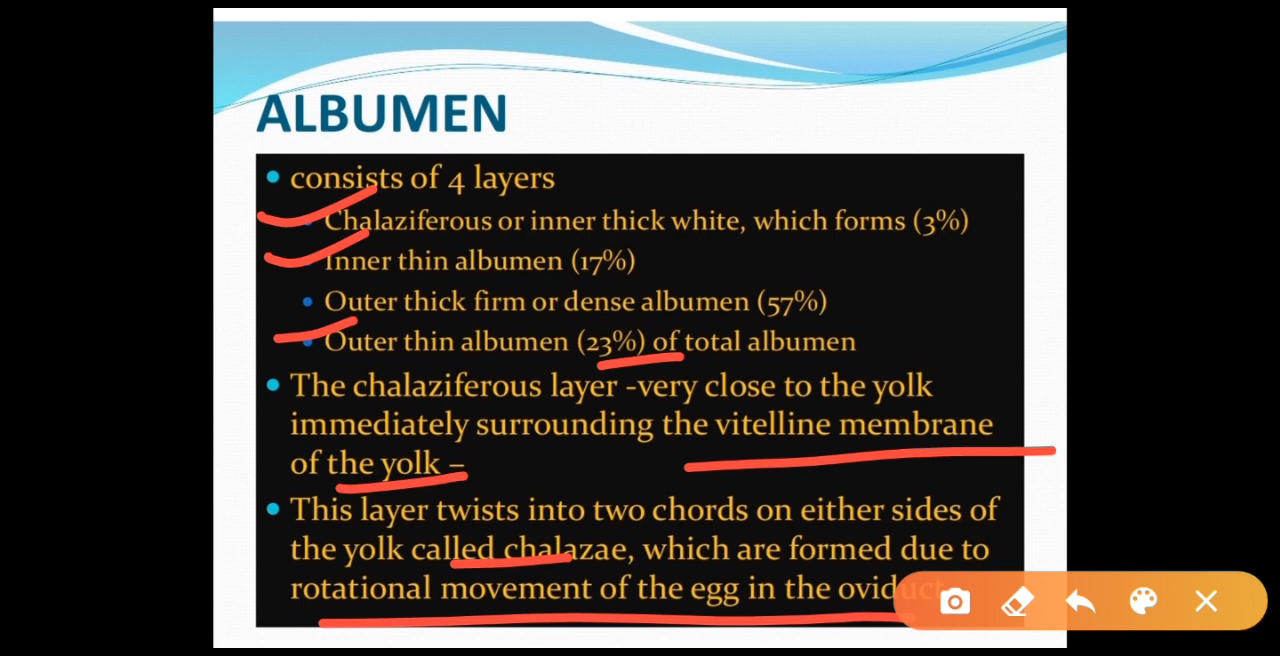 ALBUMEN
• consists of 4 layers
• Chalaziferous or inner thick white, which forms (3%)
• Inner thin albumen (17%)
• Outer thick firm or dense albumen (57%)
• Outer thin albumen (23%) of total albumen
• The chalaziferous layer -very close to the yolk
immediately surrounding the vitelline membrane
of the yolk –
• This layer twists into two chords on either sides of
the yolk called chalazae, which are formed due to
rotational movement of the egg in the oviduct